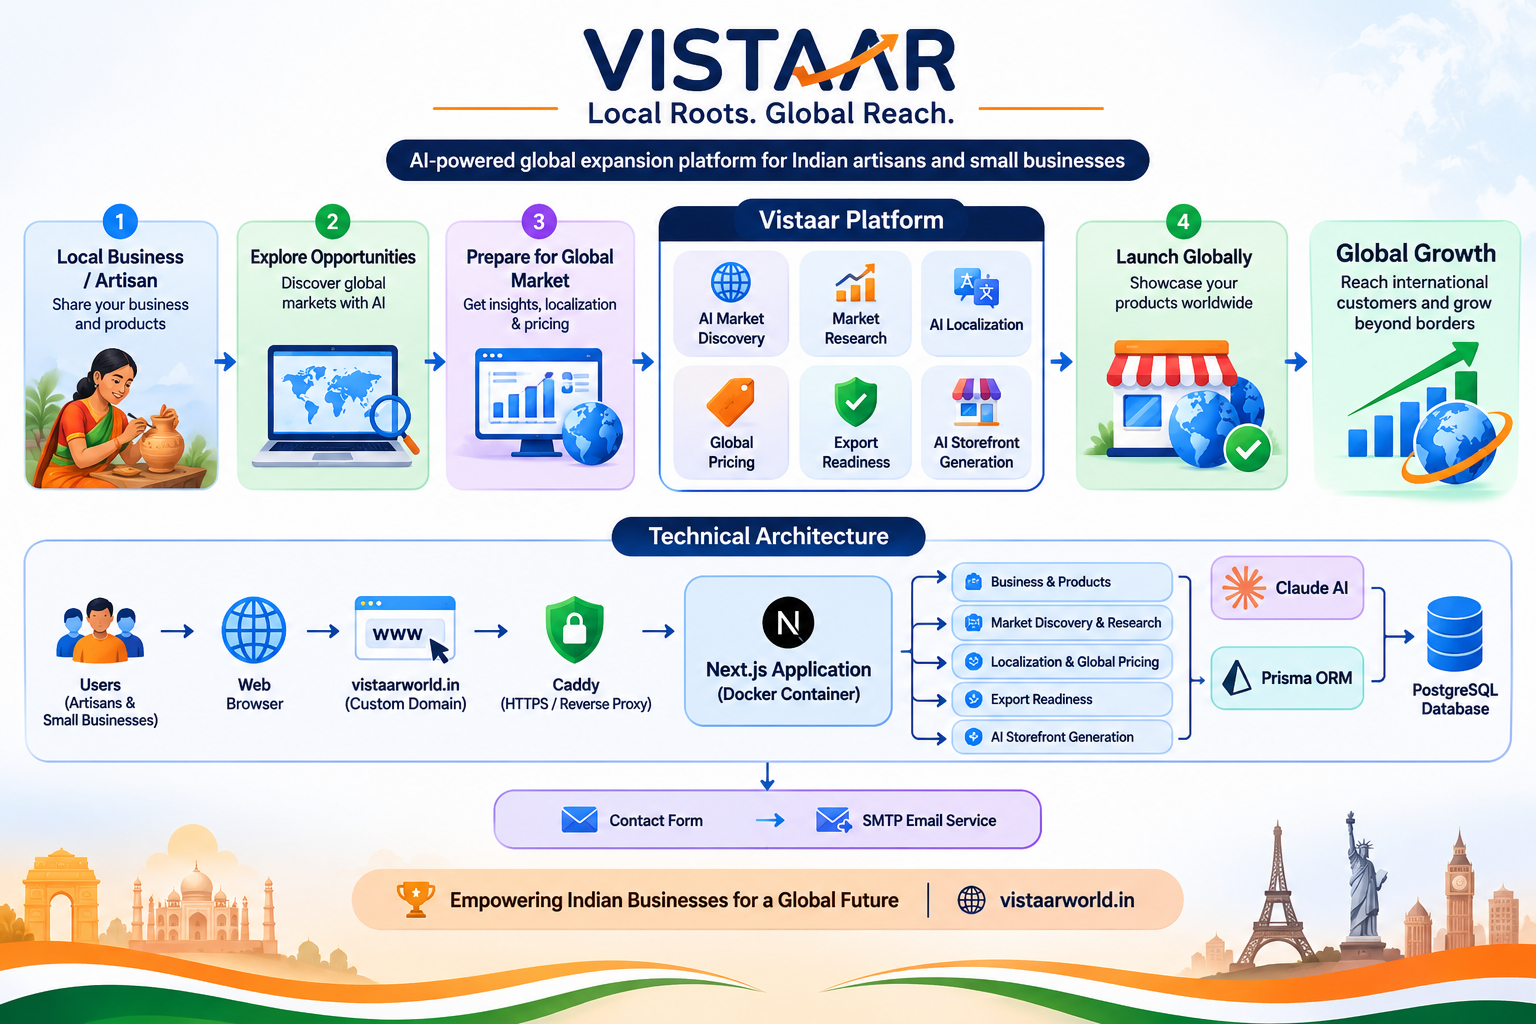 VISTAAR
Local Roots. Global Reach.
AI-powered global expansion platform for Indian artisans and small businesses
1
Local Business
/ Artisan
Share your business
and products
2
Explore Opportunities
Discover global
markets with AI
3
Prepare for Global
Market
Get insights, localization
& pricing
Vistaar Platform
AI Market
Discovery
Market
Research
A 文
AI Localization
Global
Pricing
Export
Readiness
AI Storefront
Generation
4
Launch Globally
Showcase your
products worldwide
Global Growth
Reach international
customers and grow
beyond borders
Technical Architecture
Users
(Artisans &
Small Businesses)
Web
Browser
www
vistaarworld.in
(Custom Domain)
Caddy
(HTTPS / Reverse Proxy)
N
Next.js Application
(Docker Container)
Business & Products
Market Discovery & Research
Localization & Global Pricing
Export Readiness
AI Storefront Generation
Claude AI
Prisma ORM
PostgreSQL
Database
Contact Form
SMTP Email Service
Empowering Indian Businesses for a Global Future
vistaarworld.in